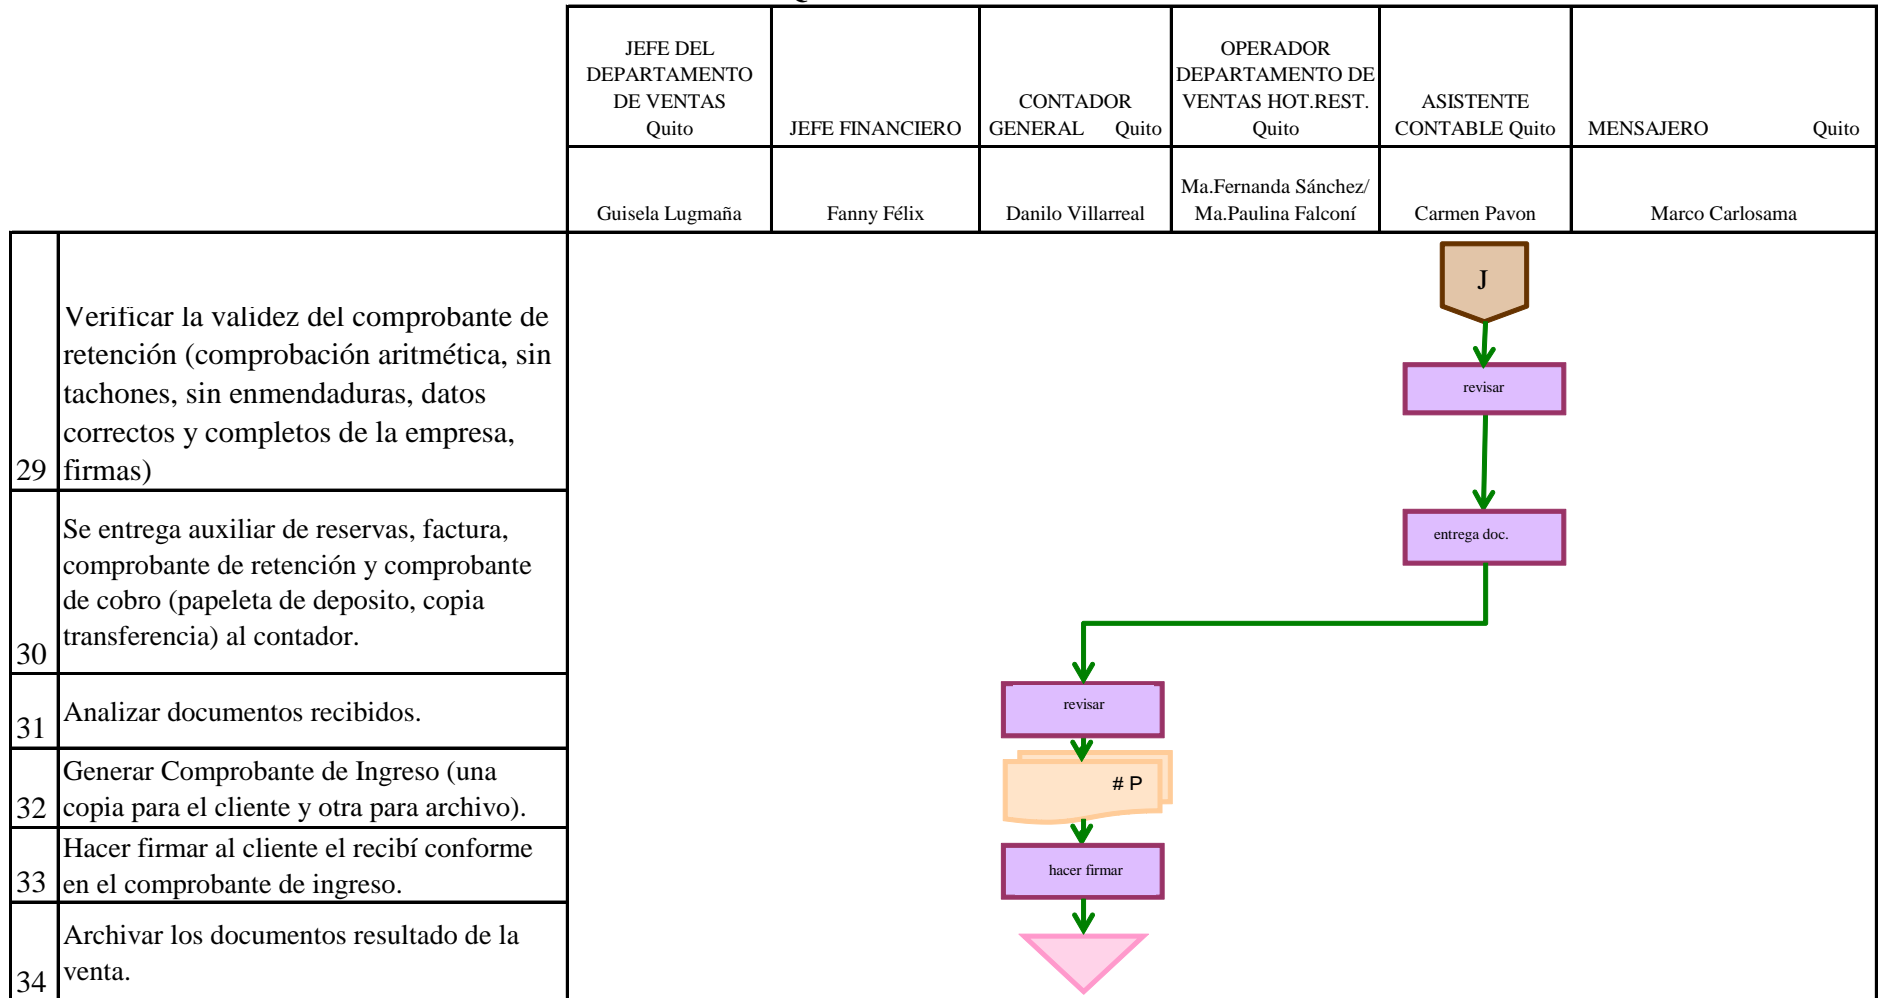 JEFE DEL
DEPARTAMENTO
DE VENTAS
Quito
JEFE FINANCIERO
CONTADOR
GENERAL Quito
OPERADOR
DEPARTAMENTO DE
VENTAS HOT.REST.
Quito
ASISTENTE
CONTABLE Quito
MENSAJERO Quito
Guisela Lugmaña
Fanny Félix
Danilo Villarreal
Ma.Fernanda Sánchez/
Ma.Paulina Falconí
Carmen Pavon
Marco Carlosama
J
Verificar la validez del comprobante de
retención (comprobación aritmética, sin
tachones, sin enmendaduras, datos
correctos y completos de la empresa,
29 firmas)
revisar
Se entrega auxiliar de reservas, factura,
comprobante de retención y comprobante
de cobro (papeleta de deposito, copia
transferencia) al contador.
30
entrega doc.
31 Analizar documentos recibidos.
revisar
Generar Comprobante de Ingreso (una
32 copia para el cliente y otra para archivo).
# P
Hacer firmar al cliente el recibí conforme
33 en el comprobante de ingreso.
hacer firmar
Archivar los documentos resultado de la
34 venta.